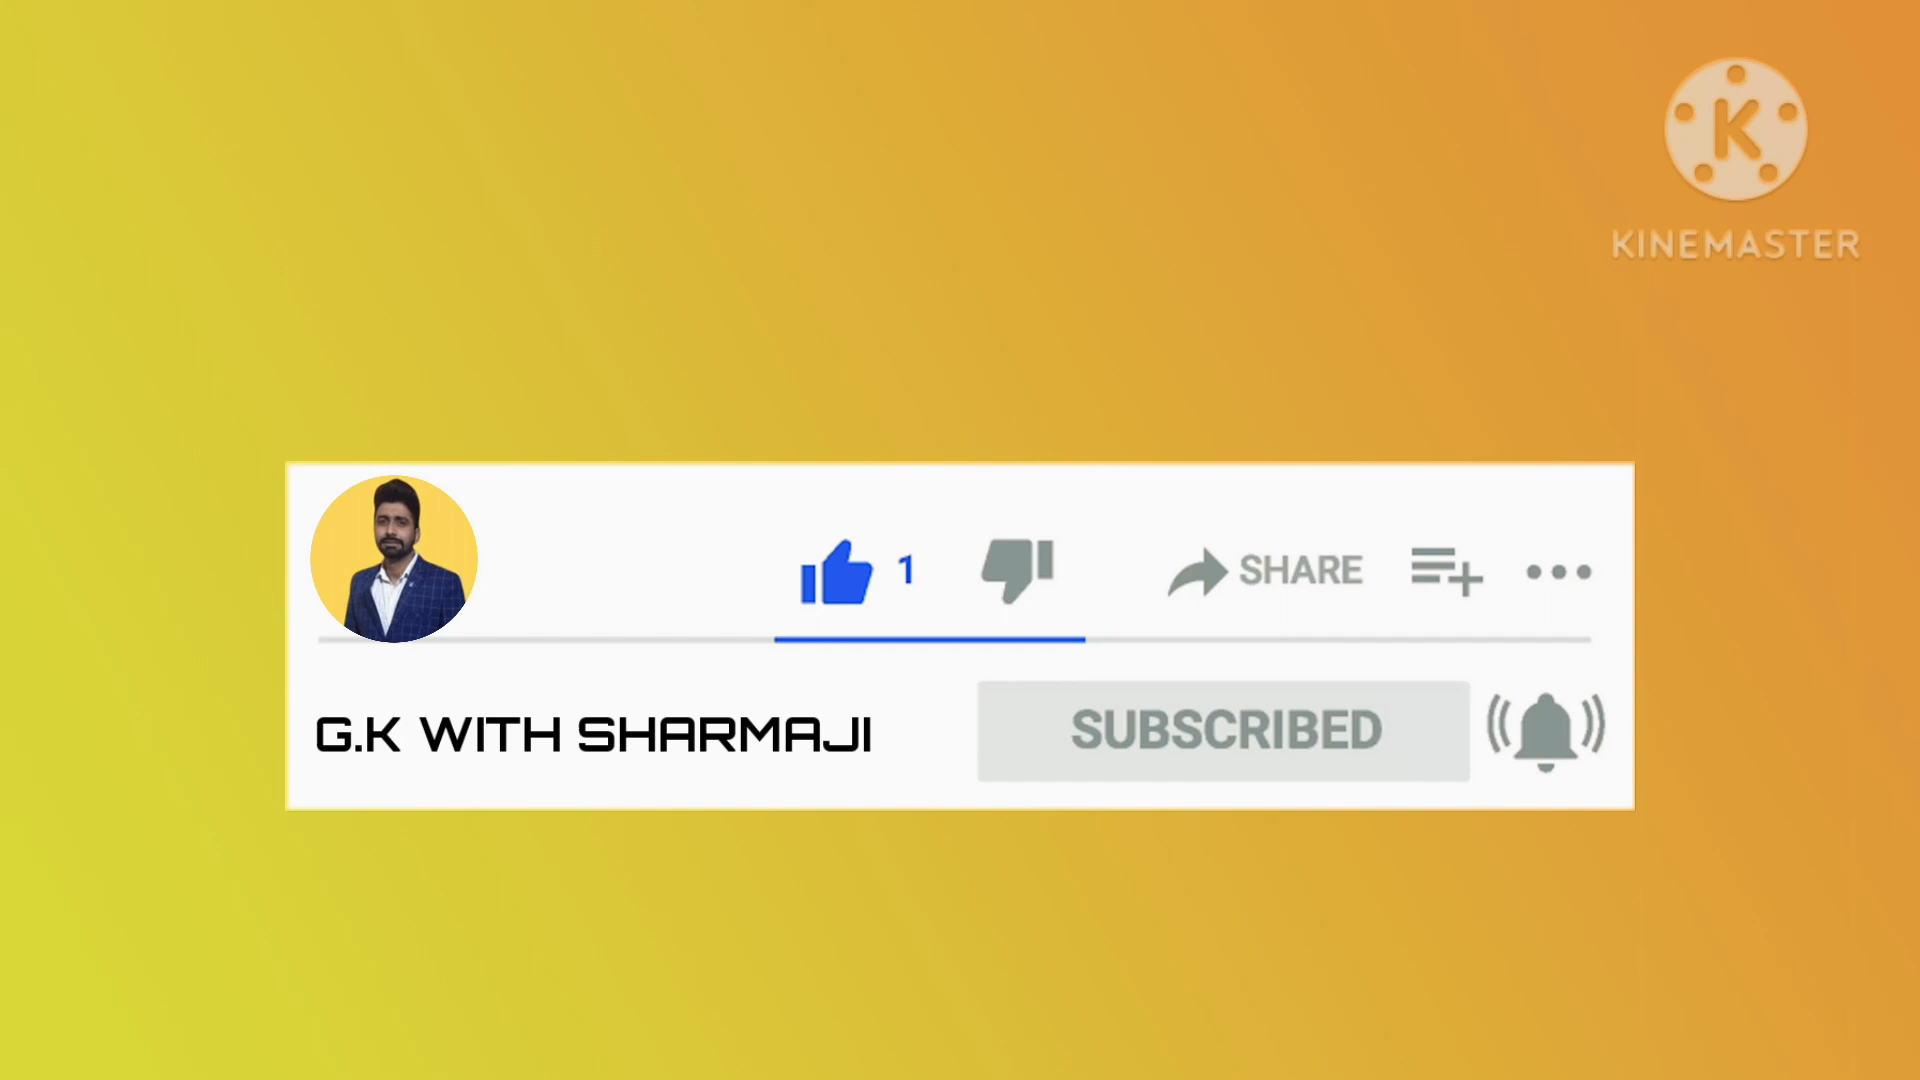 K
KINEMASTER
1
SHARE
G.K WITH SHARMAJI
SUBSCRIBED